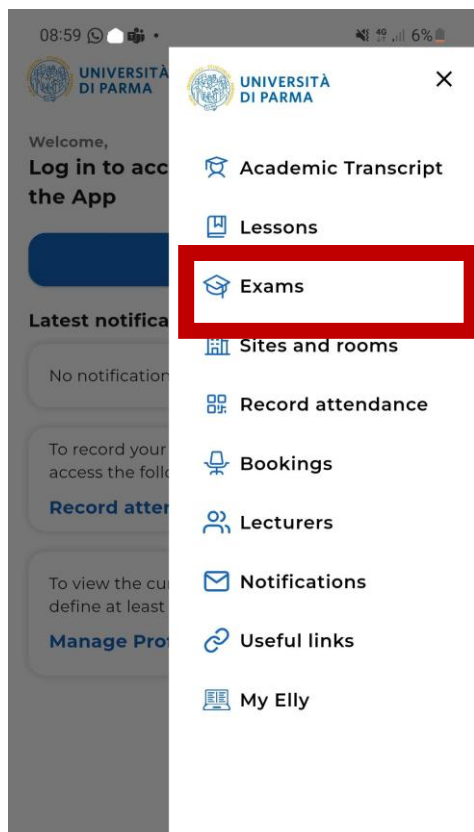 08:59
4G
6%
UNIVERSITÀ
DI PARMA
Welcome,
Log in to acc
the App
Latest notifica
No notification
To record your
access the follo
Record atter
To view the cu
define at least
Manage Pro
UNIVERSITÀ
DI PARMA
Academic Transcript
Lessons
Exams
Sites and rooms
Record attendance
Bookings
Lecturers
Notifications
Useful links
My Elly